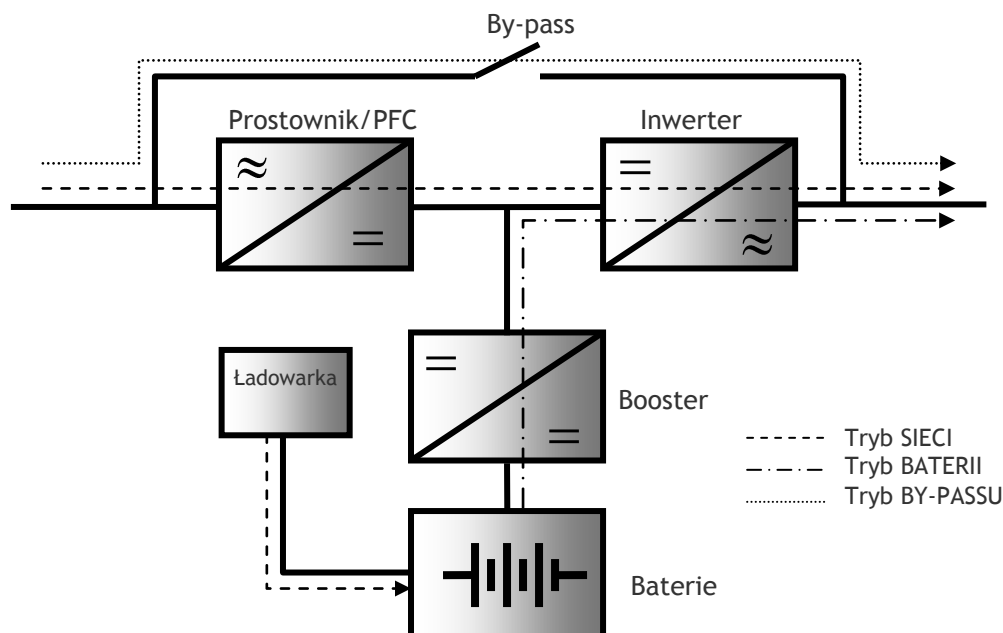 By-pass
Prostownik/PFC
Inwerter
Ładowarka
Booster
Tryb SIECI
Tryb BATERII
Tryb BY-PASSU
Baterie